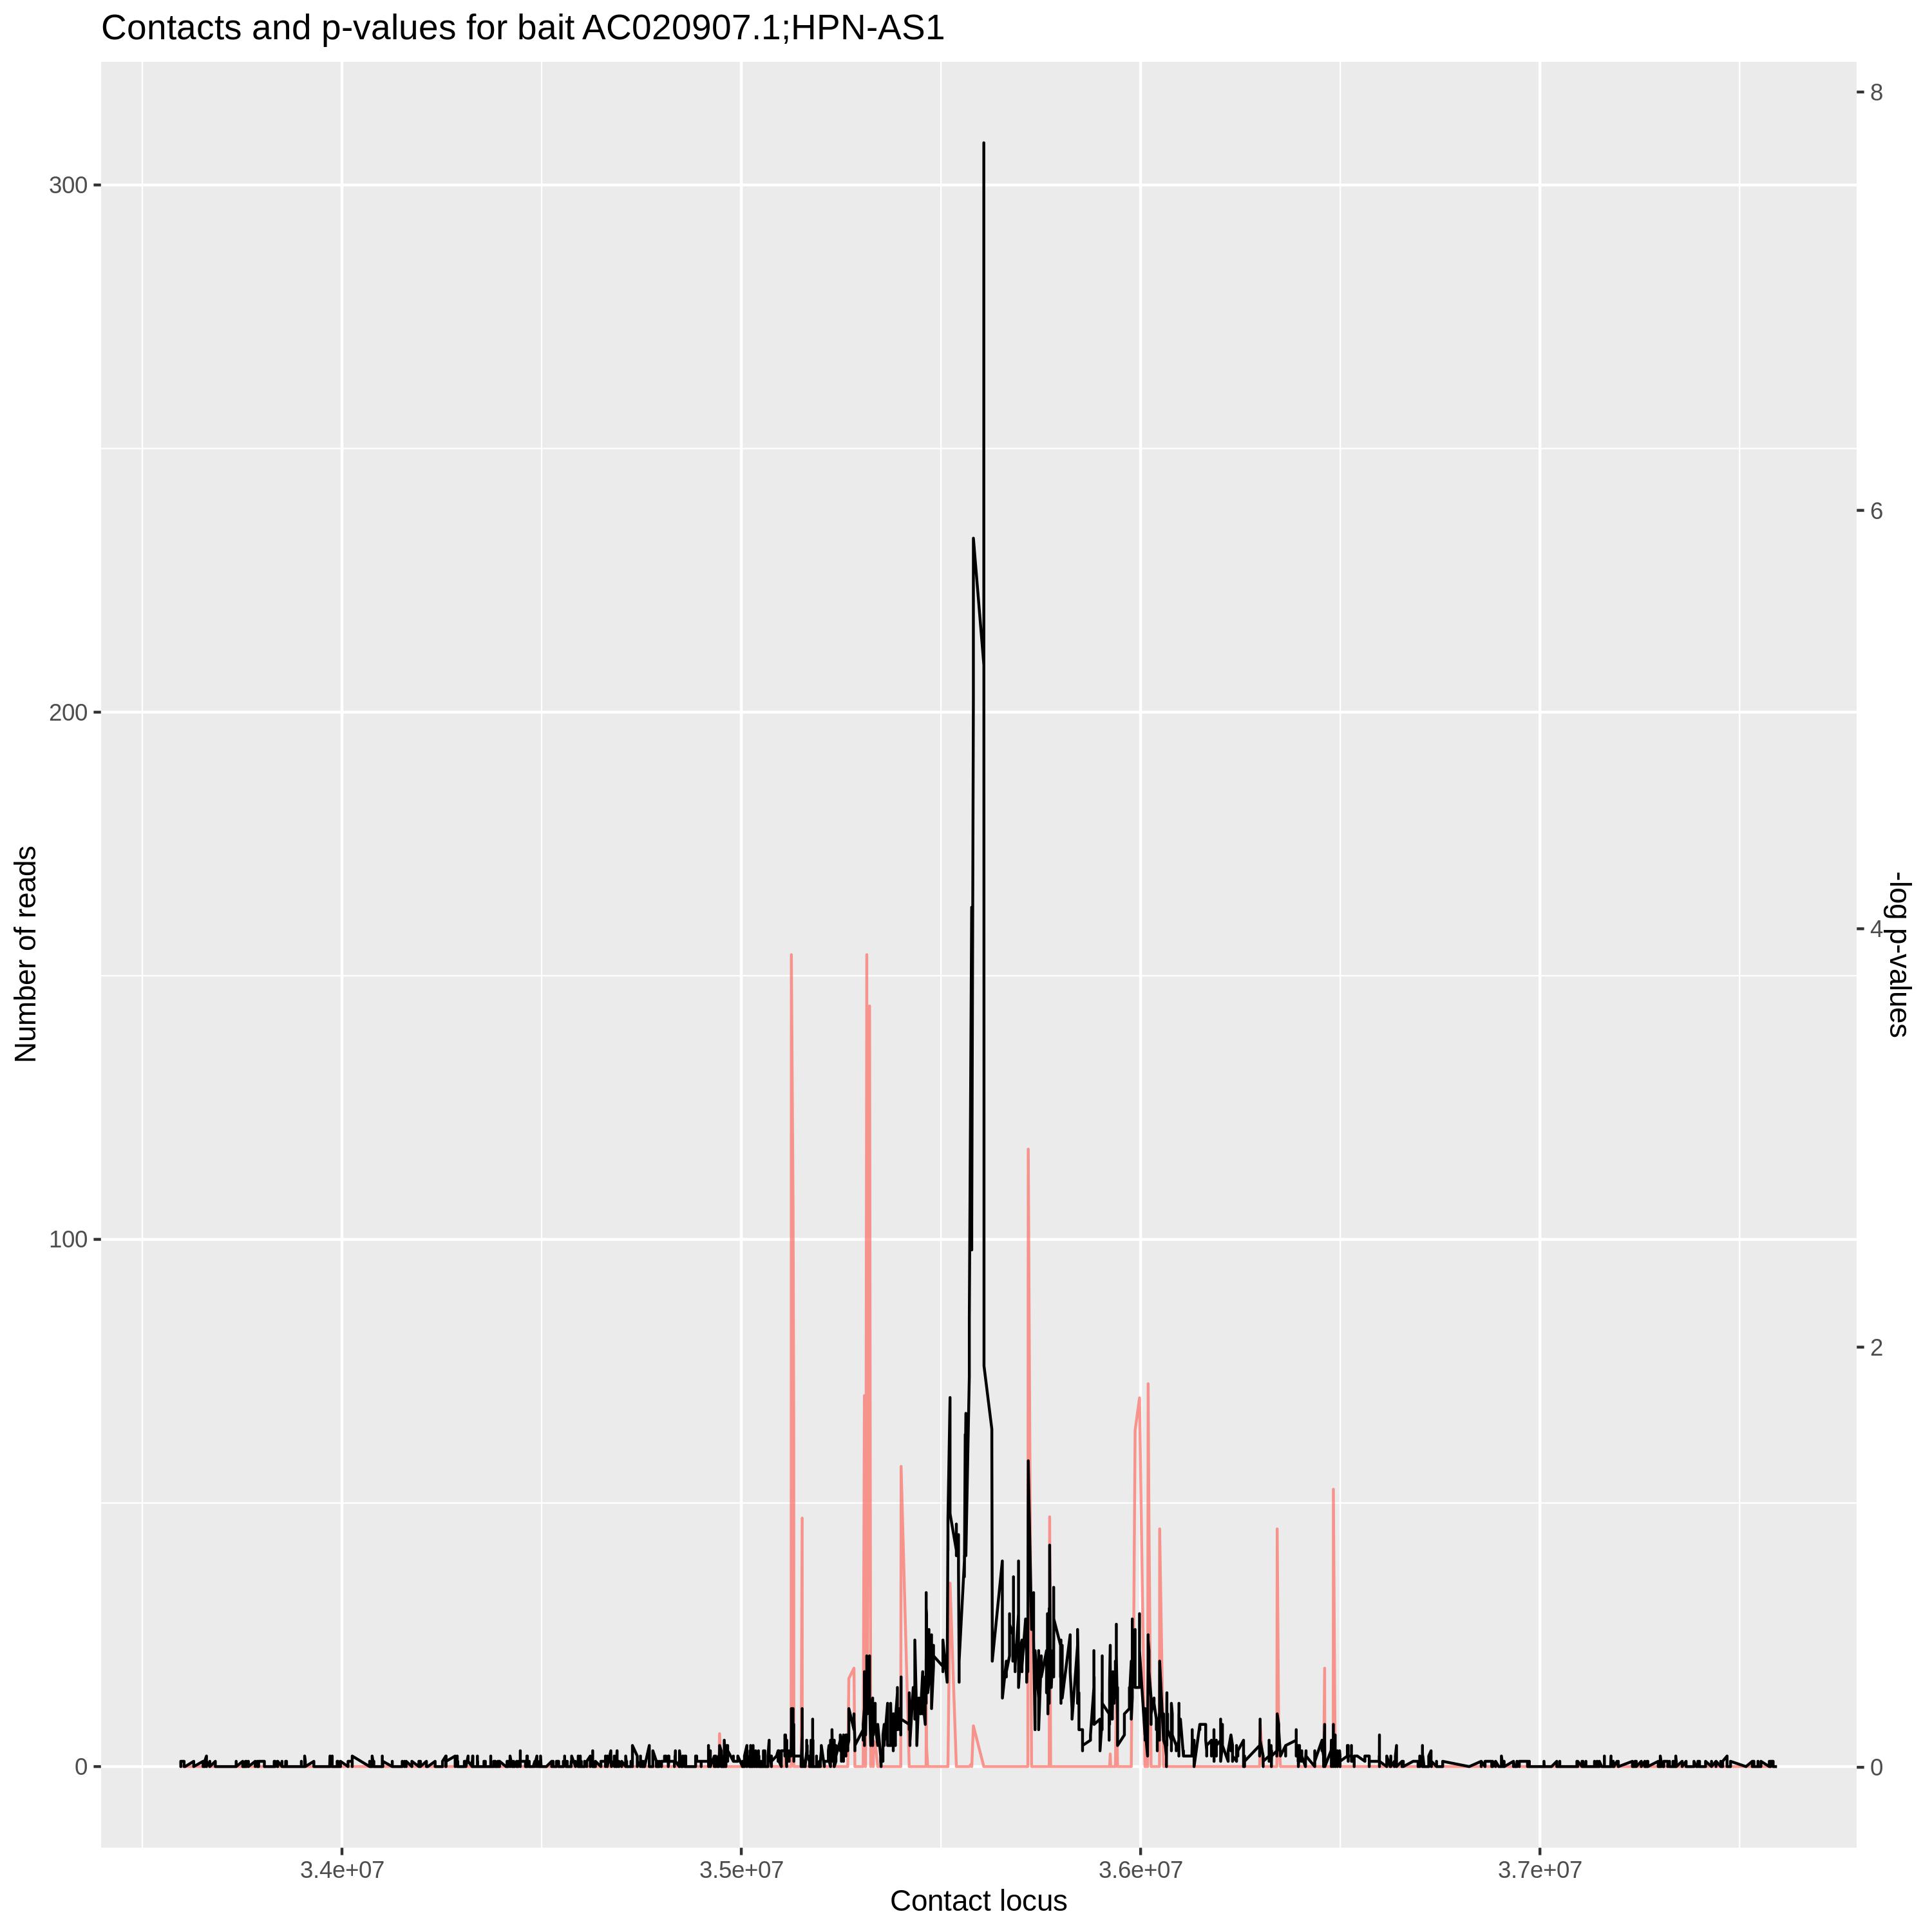 Contacts and p-values for bait AC020907.1;HPN-AS1
300
200
100
0
8
6
4
2
0
Number of reads
-log p-values
3.4e+07
3.5e+07
3.6e+07
3.7e+07
Contact locus